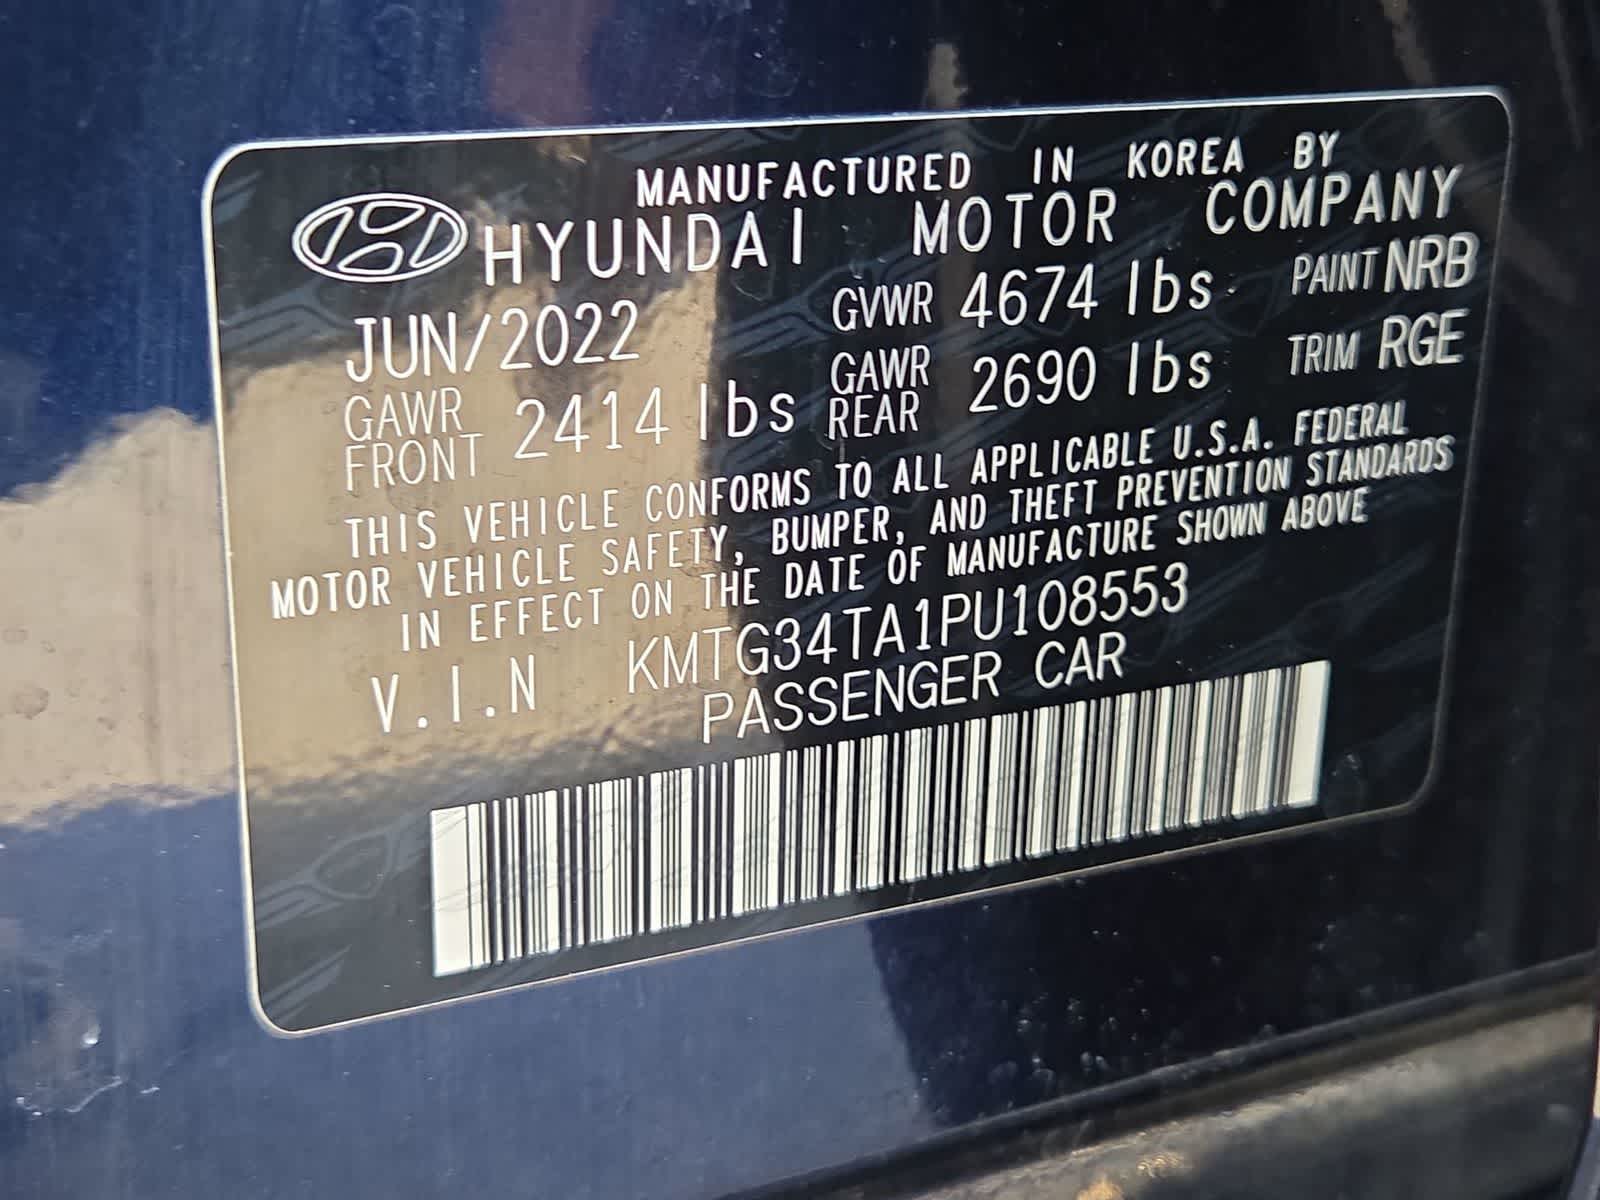 MANUFACTURED IN KOREA BY
HYUNDAI MOTOR COMPANY
JUN/2022 GVWR 4674 lbs PAINT NRB
GAWR FRONT 2414 lbs GAWR REAR 2690 lbs TRIM RGE
THIS VEHICLE CONFORMS TO ALL APPLICABLE U.S.A. FEDERAL
MOTOR VEHICLE SAFETY, BUMPER, AND THEFT PREVENTION STANDARDS
IN EFFECT ON THE DATE OF MANUFACTURE SHOWN ABOVE
V.I.N KMTG34TA1PU108553
PASSENGER CAR